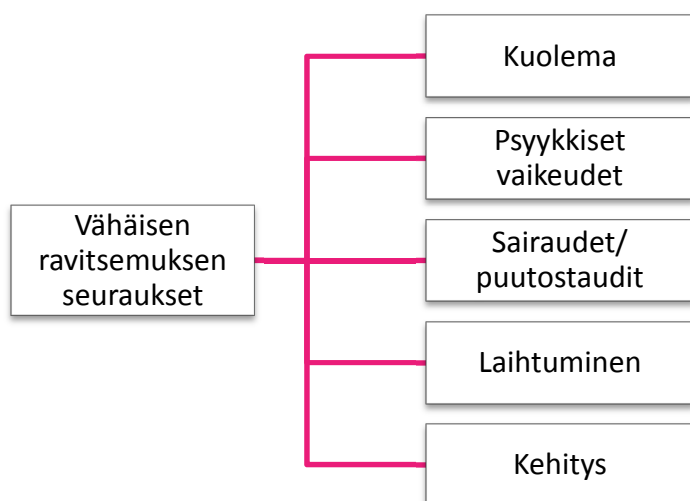 Vähäisen
ravitsemuksen
seuraukset
Kuolema
Psyykkiset
vaikeudet
Sairaudet/
puutostaudit
Laihtuminen
Kehitys